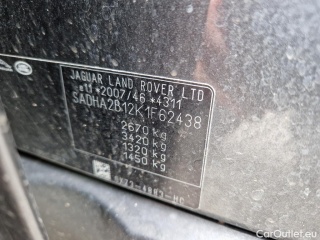 JAGUAR LAND ROVER LTD
e11 *2007/46 *4311
SADHA2B12K1F62438
2670 kg
3420 kg
1320 kg
1450 kg
CarOutlet.eu